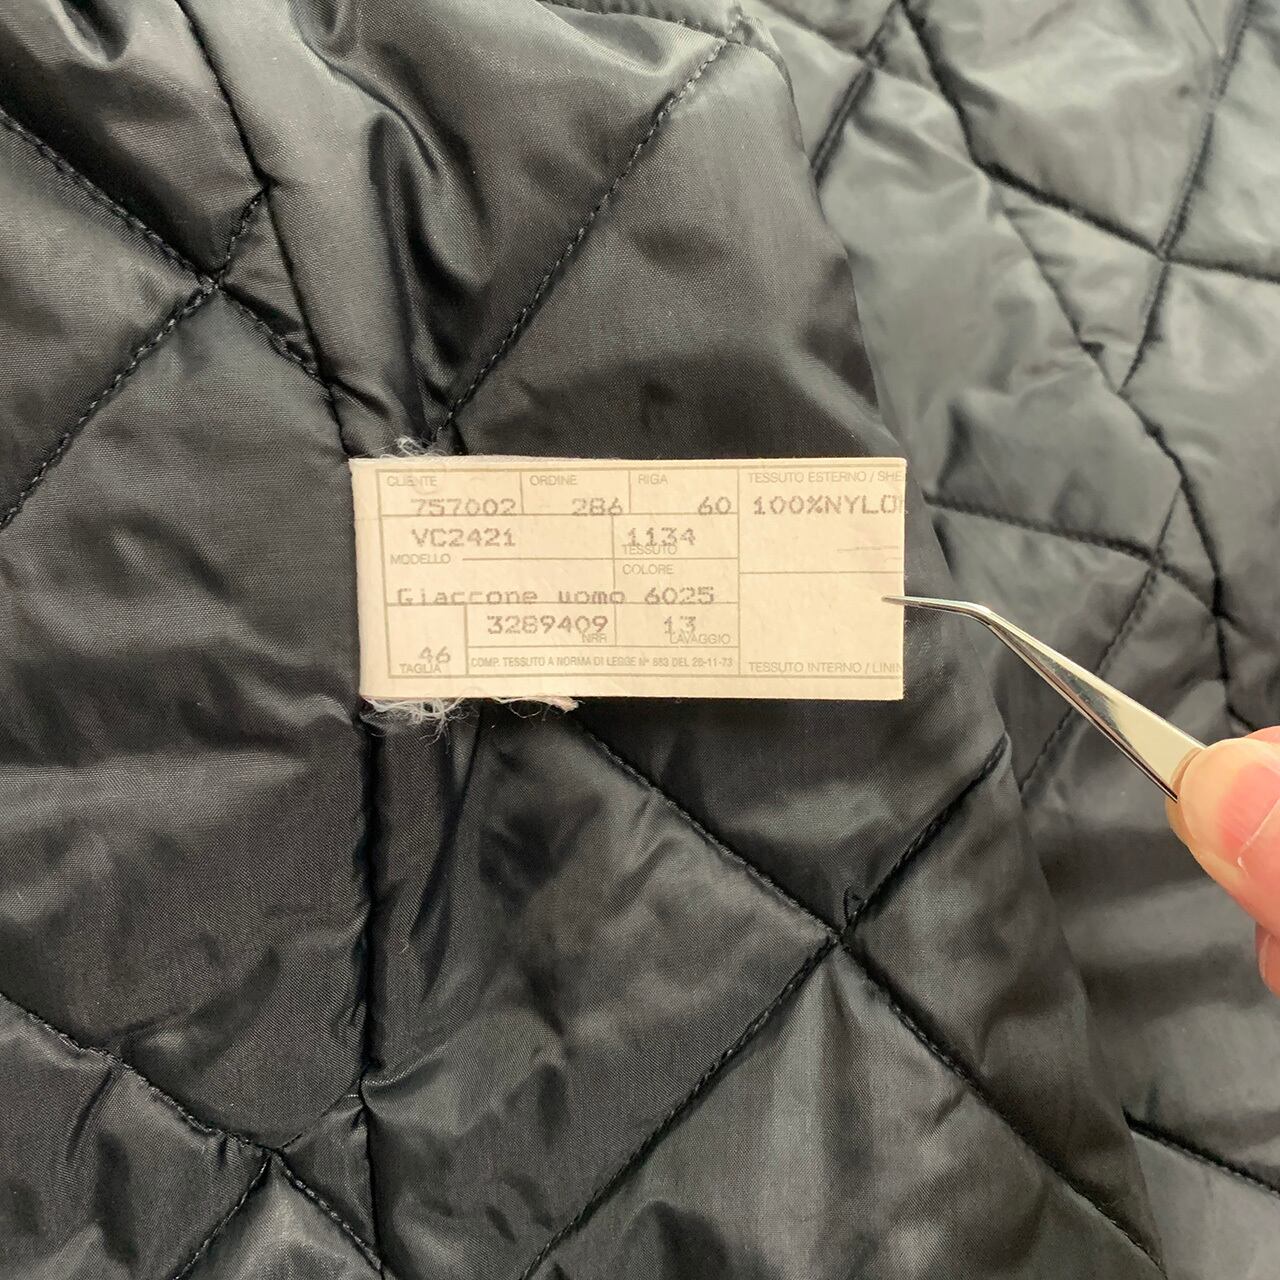 CLIENTE ORDINE RIGA TESSUTO ESTERNO / SHE
757002 286 60 100%NYLON
VC2421 1134
MODELLO TESSUTO
COLORE
Giaccone uomo 6025
3289409 13
NRR LAVAGGIO
46
TAGLIA COMP. TESSUTO A NORMA DI LEGGE N° 883 DEL 26-11-73 TESSUTO INTERNO / LININ